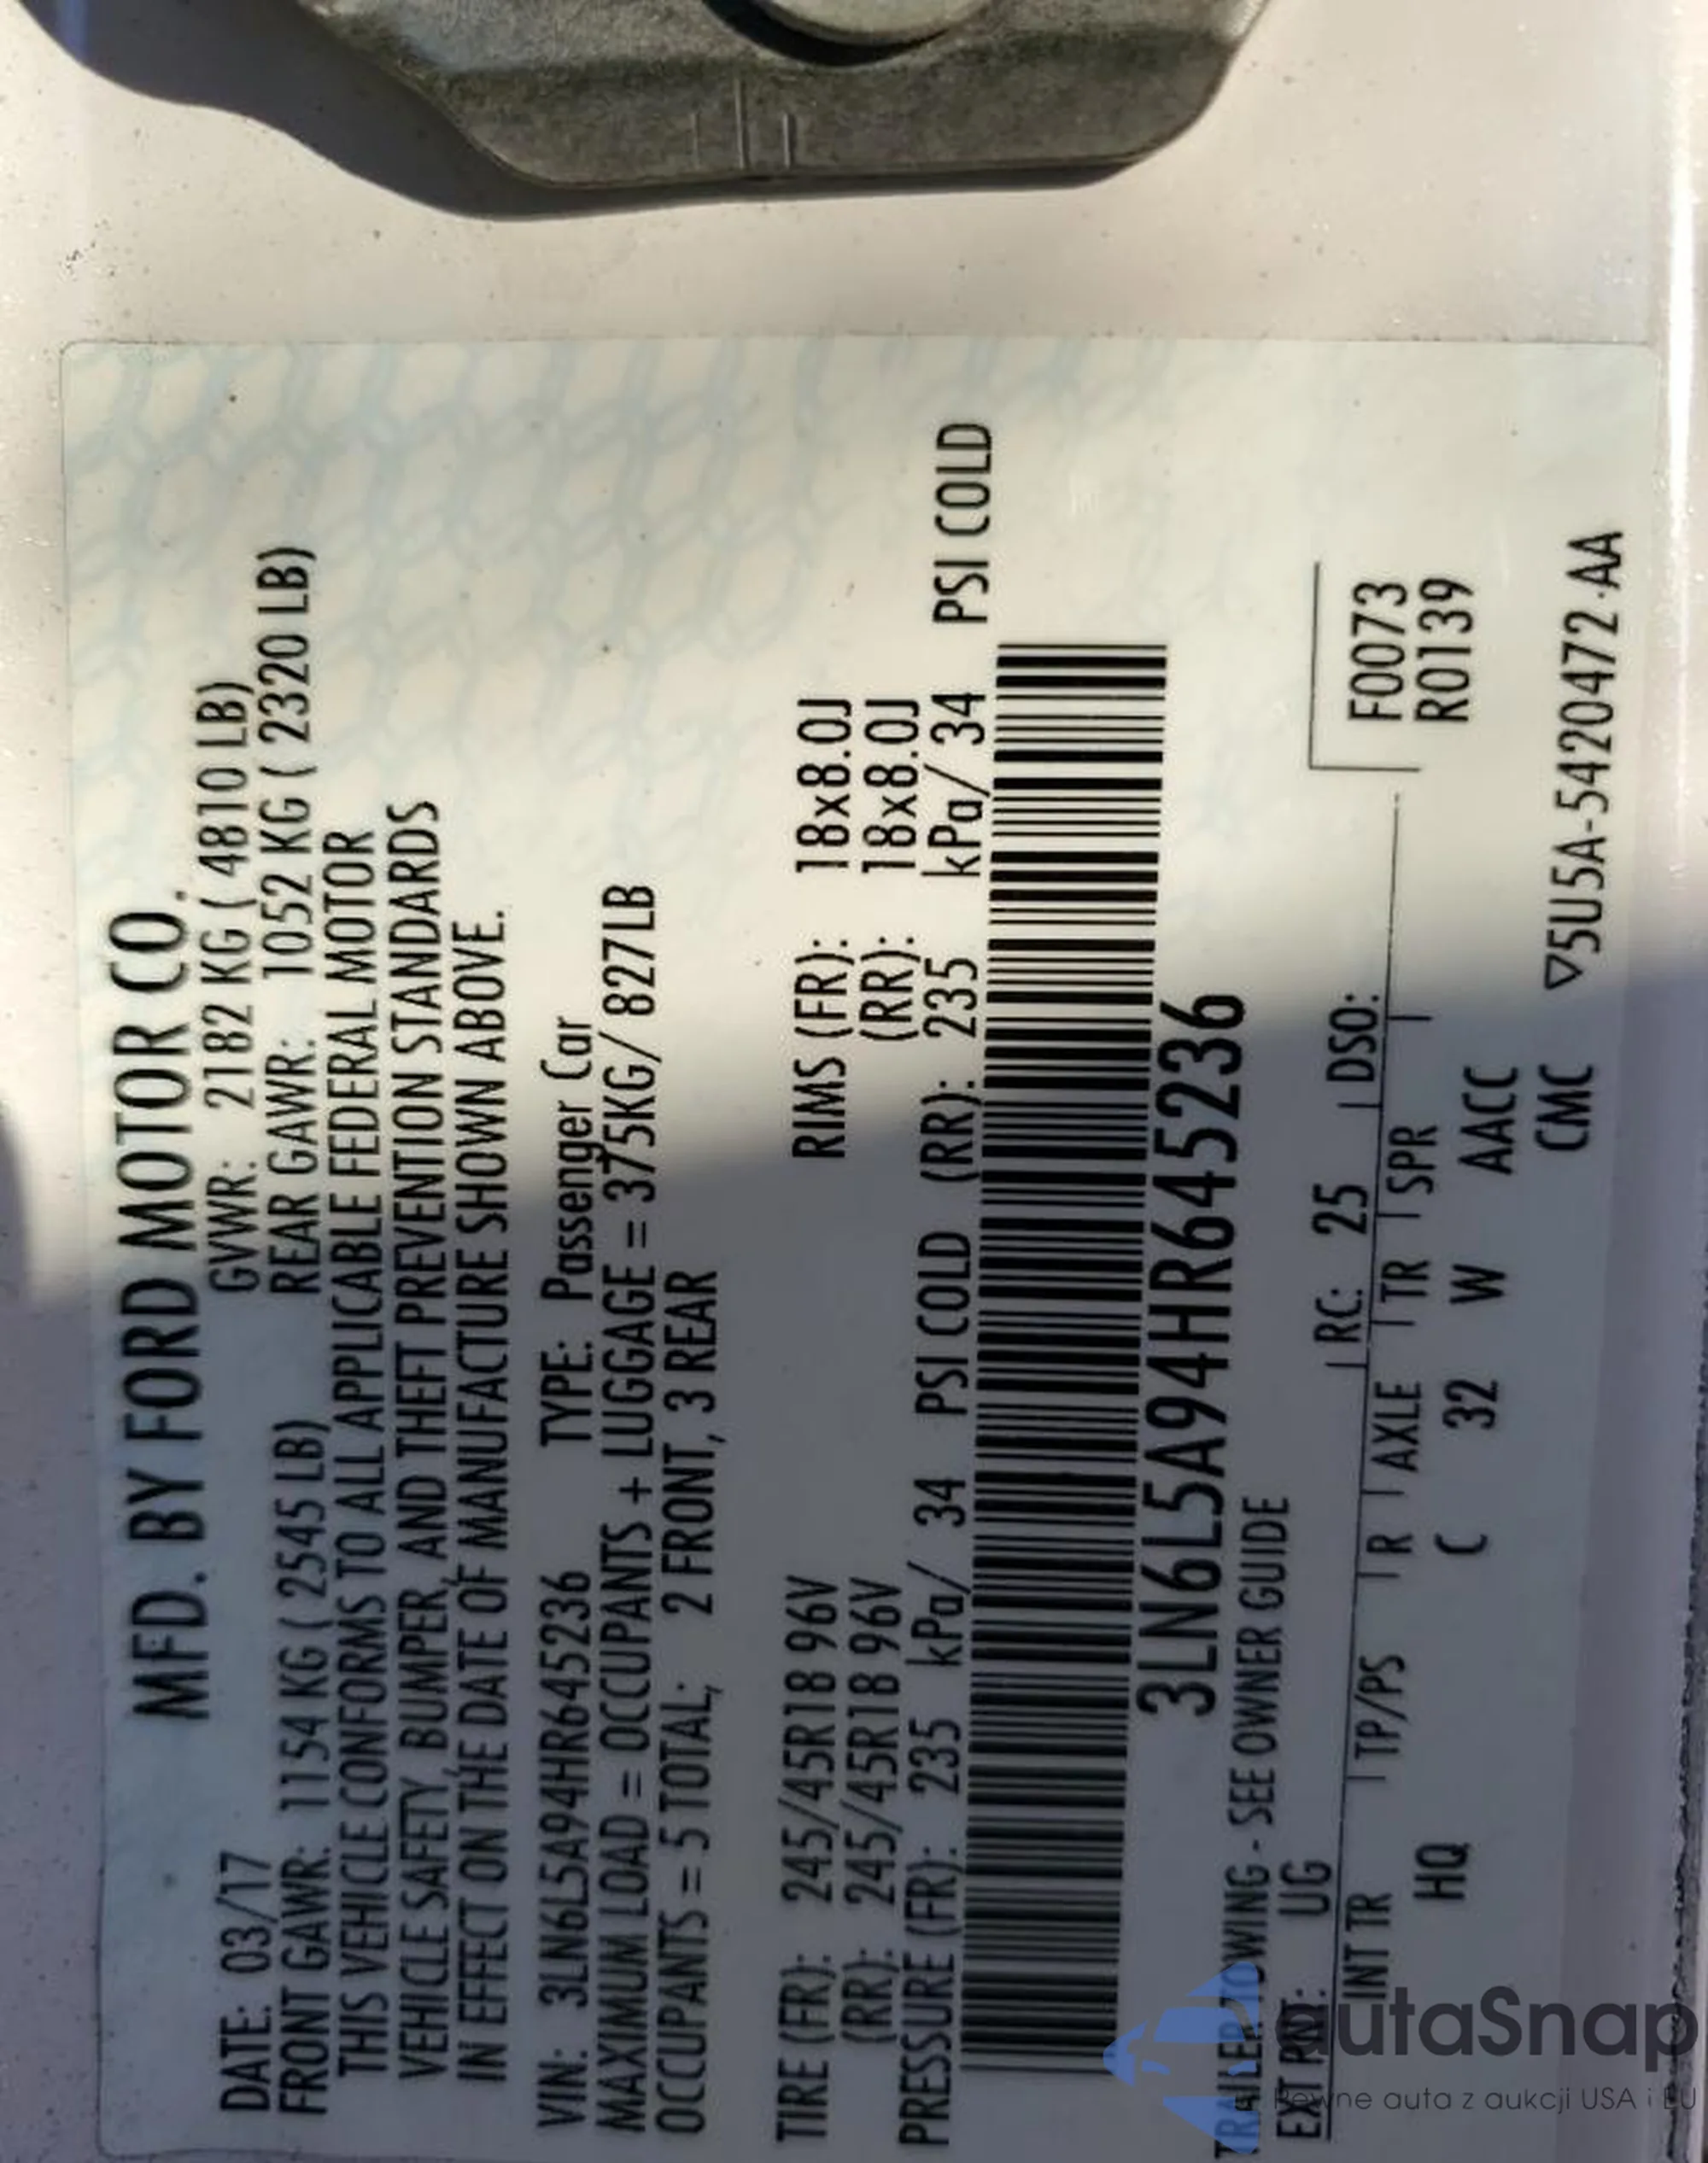 MFD. BY FORD MOTOR CO.
DATE: 03/17 GVWR: 2182 KG ( 4810 LB)
FRONT GAWR: 1154 KG ( 2545 LB) REAR GAWR: 1052 KG ( 2320 LB)
THIS VEHICLE CONFORMS TO ALL APPLICABLE FEDERAL MOTOR
VEHICLE SAFETY, BUMPER, AND THEFT PREVENTION STANDARDS
IN EFFECT ON THE DATE OF MANUFACTURE SHOWN ABOVE.
VIN: 3LN6L5A94HR645236 TYPE: Passenger Car
MAXIMUM LOAD = OCCUPANTS + LUGGAGE = 375KG/ 827LB
OCCUPANTS = 5 TOTAL; 2 FRONT, 3 REAR
TIRE (FR): 245/45R18 96V RIMS (FR): 18x8.0J
(RR): 245/45R18 96V (RR): 18x8.0J
PRESSURE (FR): 235 kPa/ 34 PSI COLD (RR): 235 kPa/ 34 PSI COLD
3LN6L5A94HR645236
TRAILER TOWING - SEE OWNER GUIDE
EXT PNT: UG RC: 25 DSO: F0073
INT TR TP/PS R AXLE TR SPR R0139
HQ C 32 W AACC
CMC ▽5U5A-5420472-AA
autaSnap
Pewne auta z aukcji USA i EU